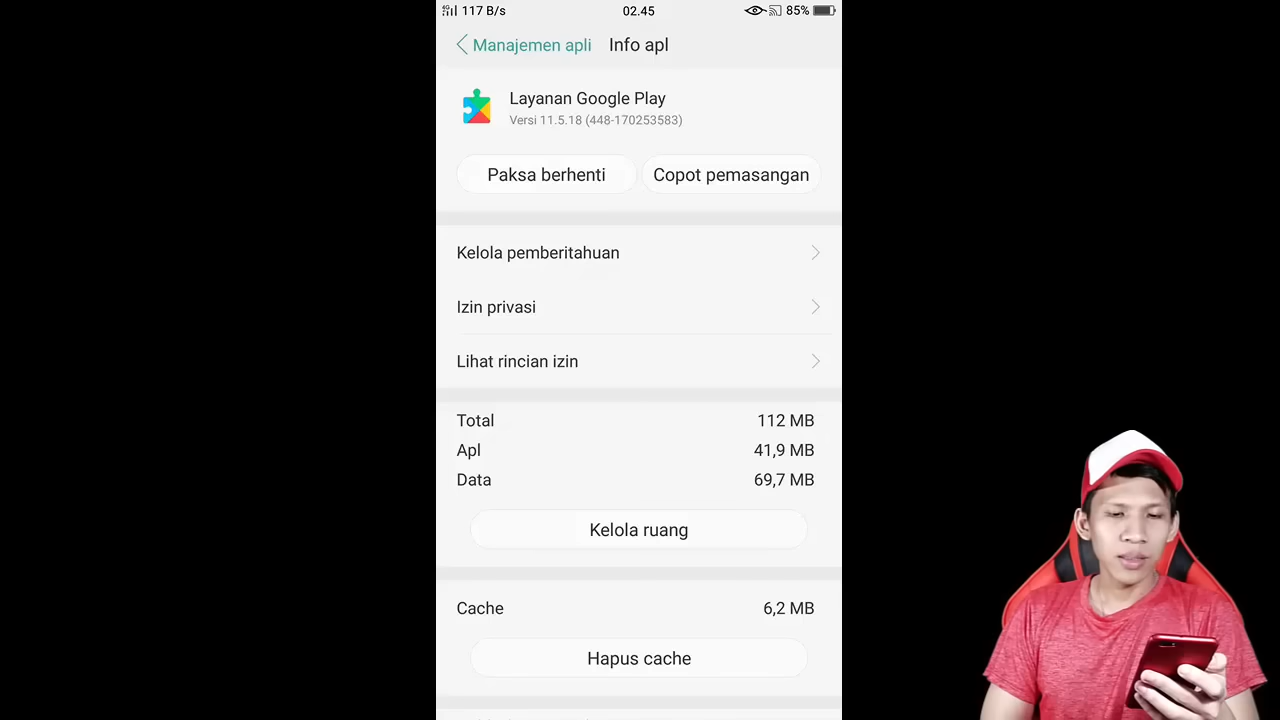 4G 117 B/s 02.45 85%
Manajemen apli Info apl
Layanan Google Play
Versi 11.5.18 (448-170253583)
Paksa berhenti Copot pemasangan
Kelola pemberitahuan
Izin privasi
Lihat rincian izin
Total 112 MB
Apl 41,9 MB
Data 69,7 MB
Kelola ruang
Cache 6,2 MB
Hapus cache